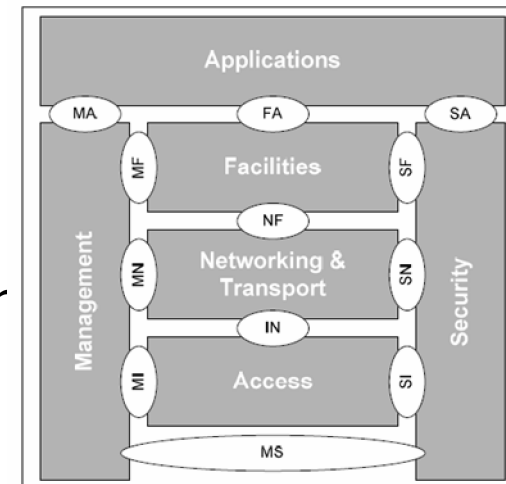 Applications
MA
FA
SA
MF
Facilities
SF
NF
Management
MN
Networking &
Transport
SN
Security
IN
MI
Access
SI
MS